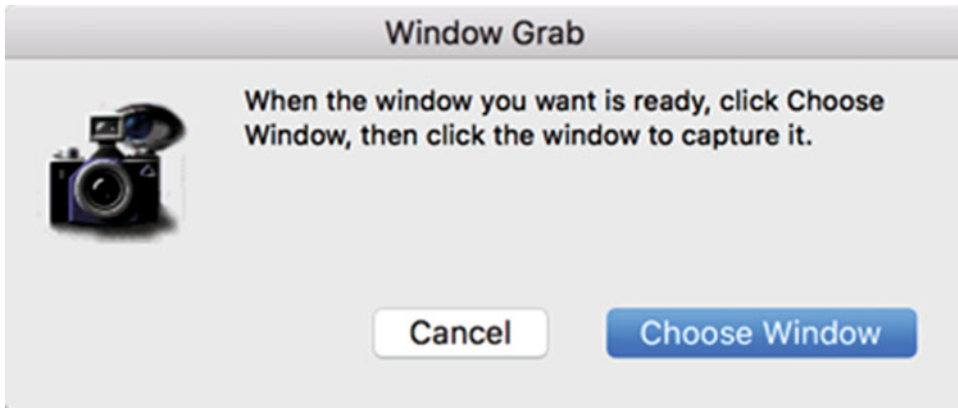 Window Grab
When the window you want is ready, click Choose
Window, then click the window to capture it.
Cancel
Choose Window